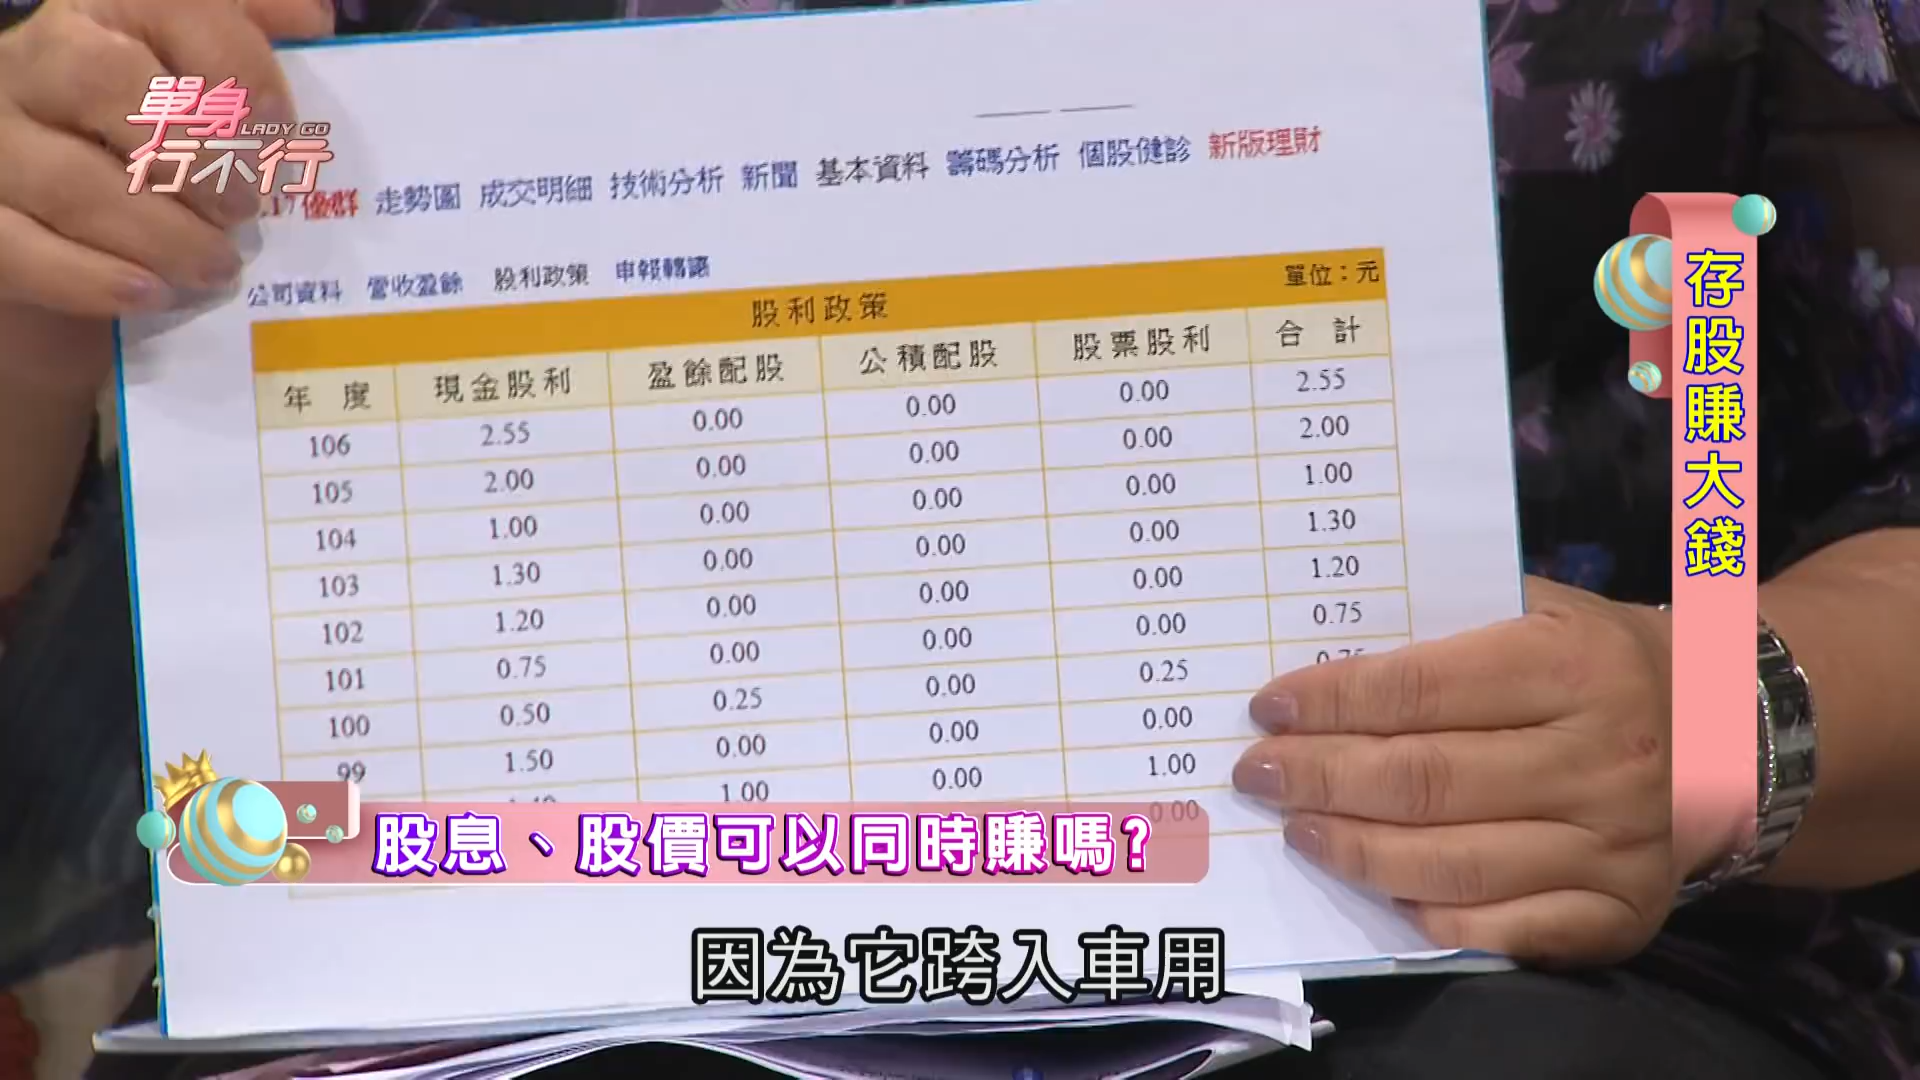 單身
LADY GO
行不行
.17優群 走勢圖 成交明細 技術分析 新聞 基本資料 籌碼分析 個股健診 新版理財
公司資料 營收盈餘 股利政策 申報轉讓
股利政策 單位：元
年 度 現金股利 盈餘配股 公積配股 股票股利 合 計
106 2.55 0.00 0.00 0.00 2.55
105 2.00 0.00 0.00 0.00 2.00
104 1.00 0.00 0.00 0.00 1.00
103 1.30 0.00 0.00 0.00 1.30
102 1.20 0.00 0.00 0.00 1.20
101 0.75 0.00 0.00 0.00 0.75
100 0.50 0.25 0.00 0.25 0.75
99 1.50 0.00 0.00 0.00
1.00 0.00 1.00
0.00
存股賺大錢
股息、股價可以同時賺嗎?
因為它跨入車用